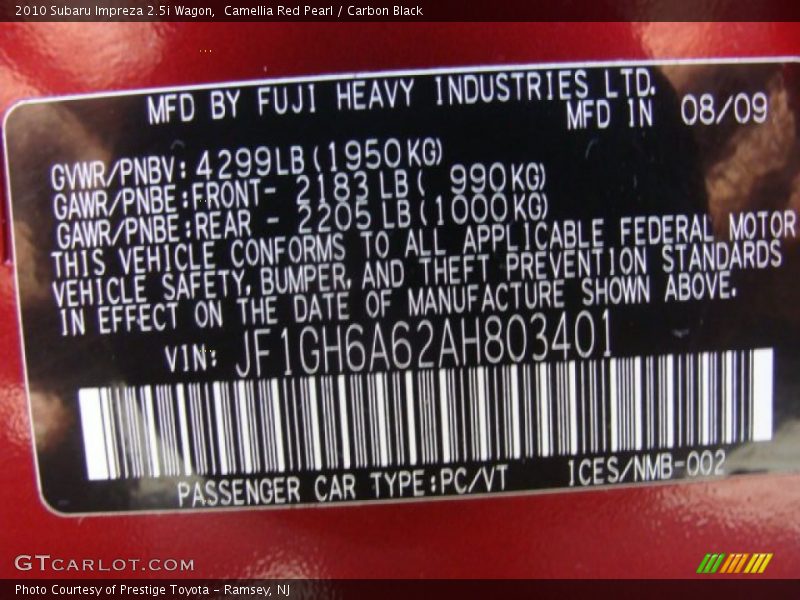 2010 Subaru Impreza 2.5i Wagon,  Camellia Red Pearl / Carbon Black
MFD BY FUJI HEAVY INDUSTRIES LTD.
MFD IN 08/09
GVWR/PNBV: 4299LB(1950KG)
GAWR/PNBE:FRONT- 2183 LB( 990KG)
GAWR/PNBE:REAR - 2205 LB(1000KG)
THIS VEHICLE CONFORMS TO ALL APPLICABLE FEDERAL MOTOR
VEHICLE SAFETY, BUMPER, AND THEFT PREVENTION STANDARDS
IN EFFECT ON THE DATE OF MANUFACTURE SHOWN ABOVE.
VIN: JF1GH6A62AH803401
PASSENGER CAR TYPE:PC/VT ICES/NMB-002
GTCARLOT.COM
Photo Courtesy of Prestige Toyota - Ramsey, NJ